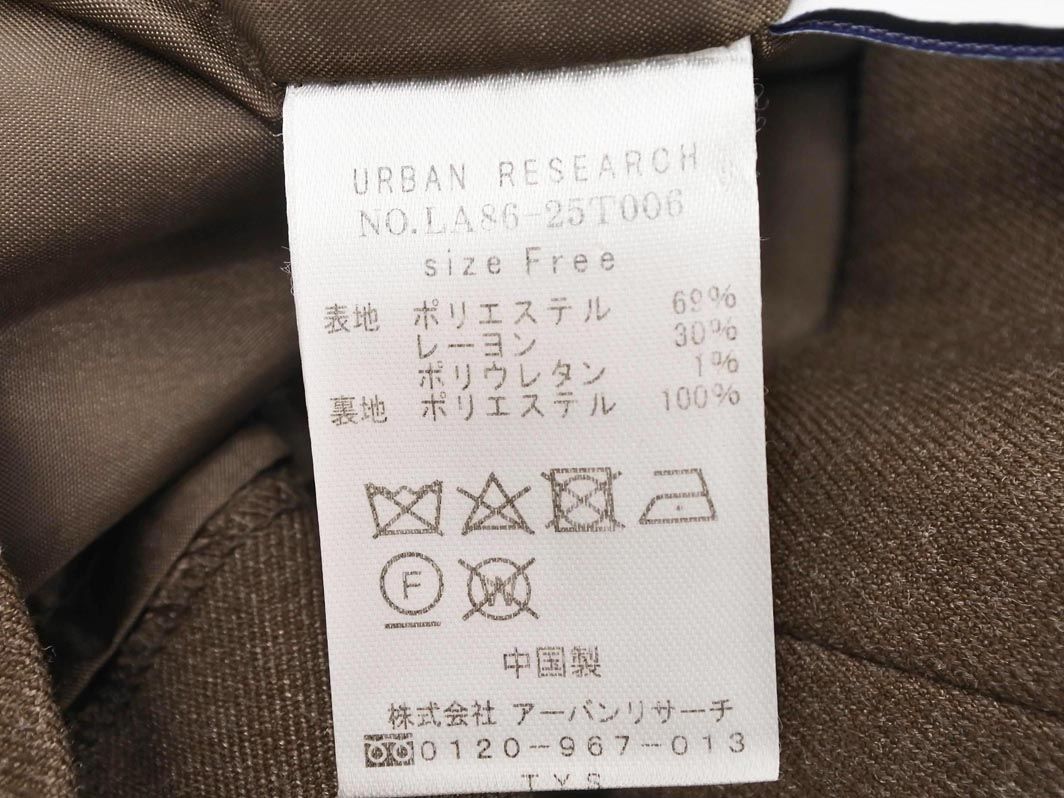 URBAN RESEARCH
NO.LA86-25T006
size Free
表地 ポリエステル 69%
レーヨン 30%
ポリウレタン 1%
裏地 ポリエステル 100%
F W
中国製
株式会社 アーバンリサーチ
0120-967-013
TYS